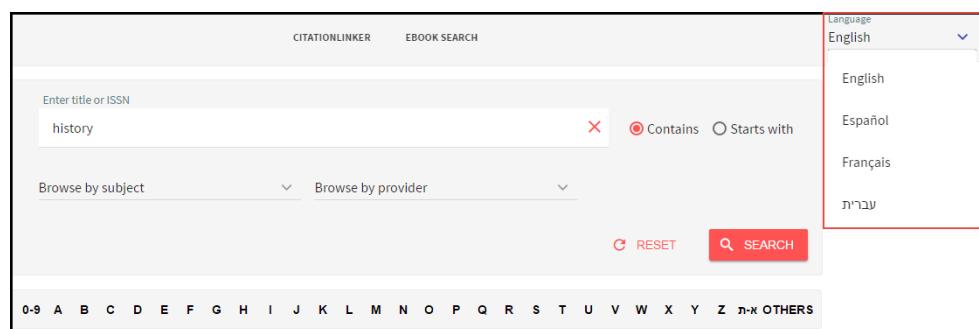 CITATIONLINKER EBOOK SEARCH
Language
English
English
Español
Français
עברית
Enter title or ISSN
history
Contains Starts with
Browse by subject Browse by provider
RESET SEARCH
0-9 A B C D E F G H I J K L M N O P Q R S T U V W X Y Z א-ת OTHERS